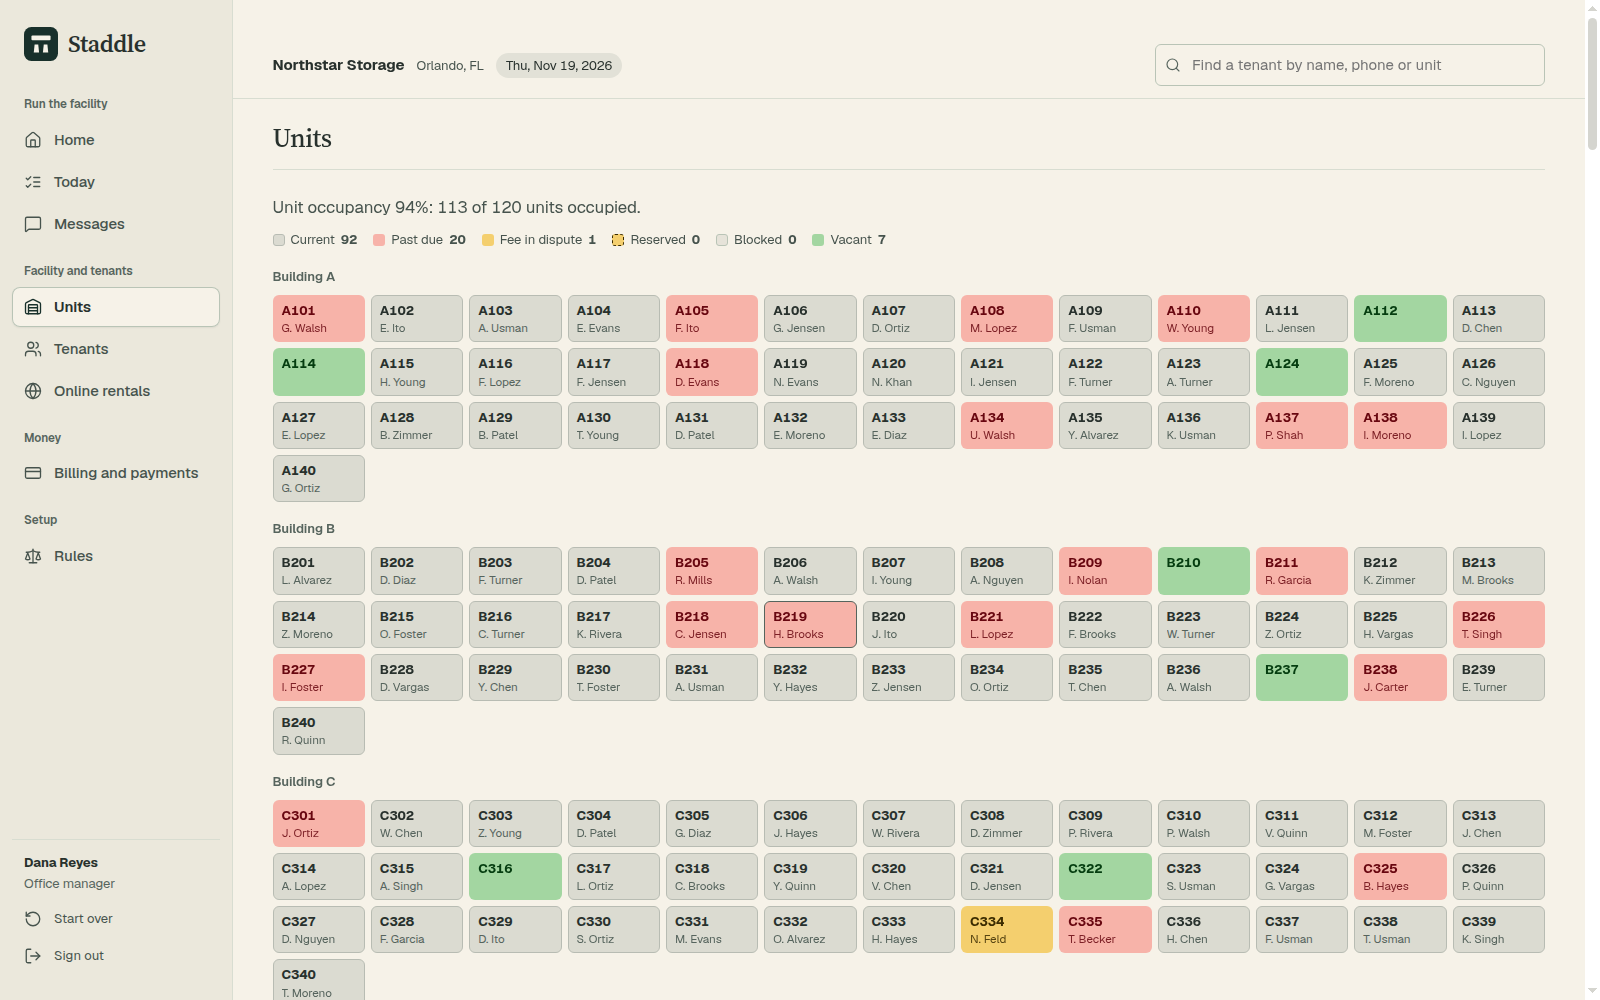 Staddle
Run the facility
Home
Today
Messages
Facility and tenants
Units
Tenants
Online rentals
Money
Billing and payments
Setup
Rules
Dana Reyes
Office manager
Start over
Sign out
Northstar Storage Orlando, FL Thu, Nov 19, 2026
Find a tenant by name, phone or unit
Units
Unit occupancy 94%: 113 of 120 units occupied.
Current 92 Past due 20 Fee in dispute 1 Reserved 0 Blocked 0 Vacant 7
Building A
A101 A102 A103 A104 A105 A106 A107 A108 A109 A110 A111 A112 A113
G. Walsh E. Ito A. Usman E. Evans F. Ito G. Jensen D. Ortiz M. Lopez F. Usman W. Young L. Jensen D. Chen
A114 A115 A116 A117 A118 A119 A120 A121 A122 A123 A124 A125 A126
H. Young F. Lopez F. Jensen D. Evans N. Evans N. Khan I. Jensen F. Turner A. Turner F. Moreno C. Nguyen
A127 A128 A129 A130 A131 A132 A133 A134 A135 A136 A137 A138 A139
E. Lopez B. Zimmer B. Patel T. Young D. Patel E. Moreno E. Diaz U. Walsh Y. Alvarez K. Usman P. Shah I. Moreno I. Lopez
A140
G. Ortiz
Building B
B201 B202 B203 B204 B205 B206 B207 B208 B209 B210 B211 B212 B213
L. Alvarez D. Diaz F. Turner D. Patel R. Mills A. Walsh I. Young A. Nguyen I. Nolan R. Garcia K. Zimmer M. Brooks
B214 B215 B216 B217 B218 B219 B220 B221 B222 B223 B224 B225 B226
Z. Moreno O. Foster C. Turner K. Rivera C. Jensen H. Brooks J. Ito L. Lopez F. Brooks W. Turner Z. Ortiz H. Vargas T. Singh
B227 B228 B229 B230 B231 B232 B233 B234 B235 B236 B237 B238 B239
I. Foster D. Vargas Y. Chen T. Foster A. Usman Y. Hayes Z. Jensen O. Ortiz T. Chen A. Walsh J. Carter E. Turner
B240
R. Quinn
Building C
C301 C302 C303 C304 C305 C306 C307 C308 C309 C310 C311 C312 C313
J. Ortiz W. Chen Z. Young D. Patel G. Diaz J. Hayes W. Rivera D. Zimmer P. Rivera P. Walsh V. Quinn M. Foster J. Chen
C314 C315 C316 C317 C318 C319 C320 C321 C322 C323 C324 C325 C326
A. Lopez A. Singh L. Ortiz C. Brooks Y. Quinn V. Chen D. Jensen S. Usman G. Vargas B. Hayes P. Quinn
C327 C328 C329 C330 C331 C332 C333 C334 C335 C336 C337 C338 C339
D. Nguyen F. Garcia D. Ito S. Ortiz M. Evans O. Alvarez H. Hayes N. Feld T. Becker H. Chen F. Usman T. Usman K. Singh
C340
T. Moreno